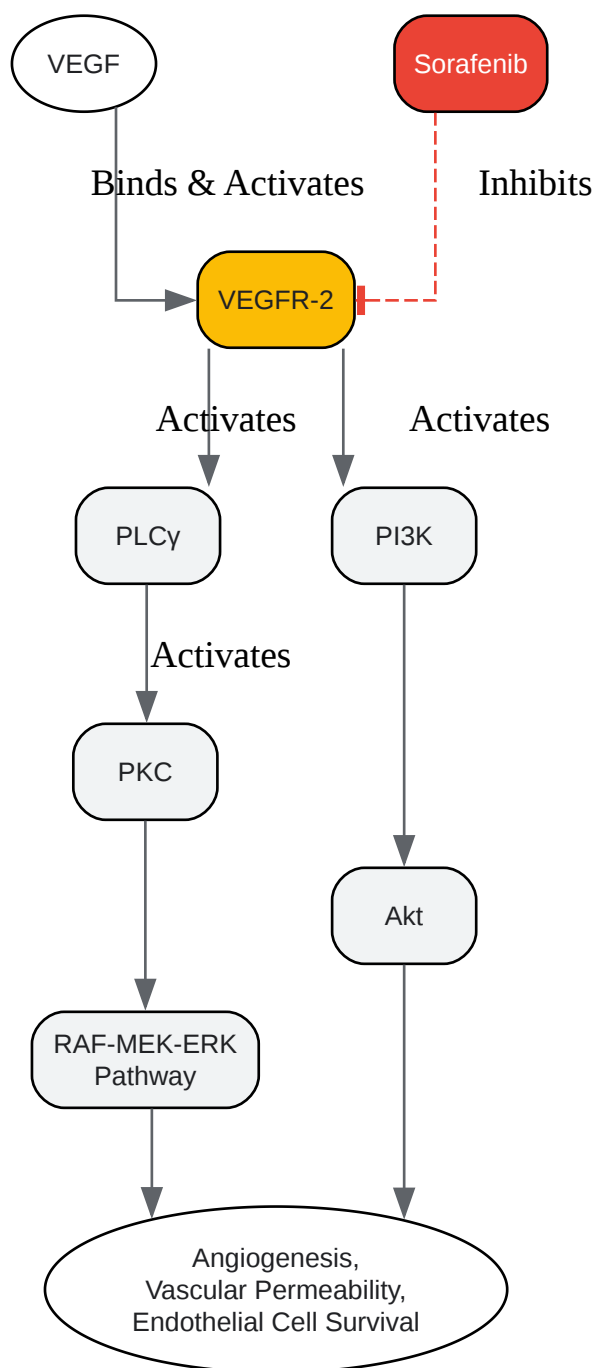 VEGF
Sorafenib
Binds & Activates
Inhibits
VEGFR-2
Activates
Activates
PLCγ
PI3K
Activates
PKC
Akt
RAF-MEK-ERK
Pathway
Angiogenesis,
Vascular Permeability,
Endothelial Cell Survival